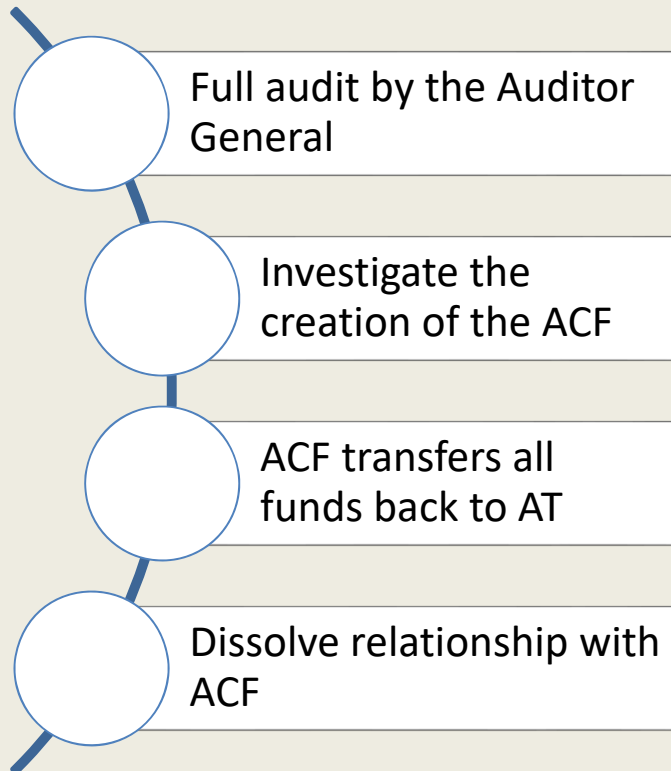 Full audit by the Auditor
General
Investigate the
creation of the ACF
ACF transfers all
funds back to AT
Dissolve relationship with
ACF